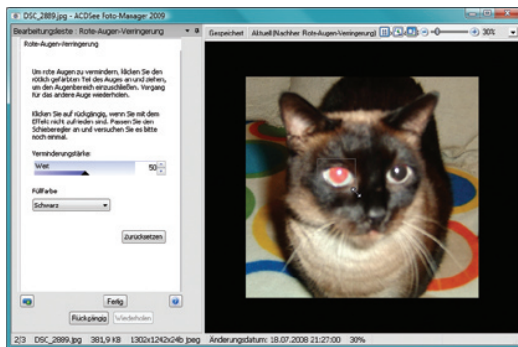 DSC_2889.jpg - ACDSee Foto-Manager 2009
Bearbeitungsleiste : Rote-Augen-Verringerung
Gespeichert
Aktuell (Nachher: Rote-Augen-Verringerung)
30%
Rote-Augen-Verringerung
Um rote Augen zu vermindern, klicken Sie den
rötlich gefärbten Teil des Auges an und ziehen,
um den Augenbereich einzuschließen. Vorgang
für das andere Auge wiederholen.
Klicken Sie auf rückgängig, wenn Sie mit dem
Effekt nicht zufrieden sind. Passen Sie den
Schieberegler an und versuchen Sie es bitte
noch einmal.
Verminderungstärke:
Wert
50
Füllfarbe
Schwarz
Zurücksetzen
Fertig
Rückgängig
Wiederholen
2/3 DSC_2889.jpg 381,9 KB 1302x1242x24b jpeg Änderungsdatum: 18.07.2008 21:27:00 30%